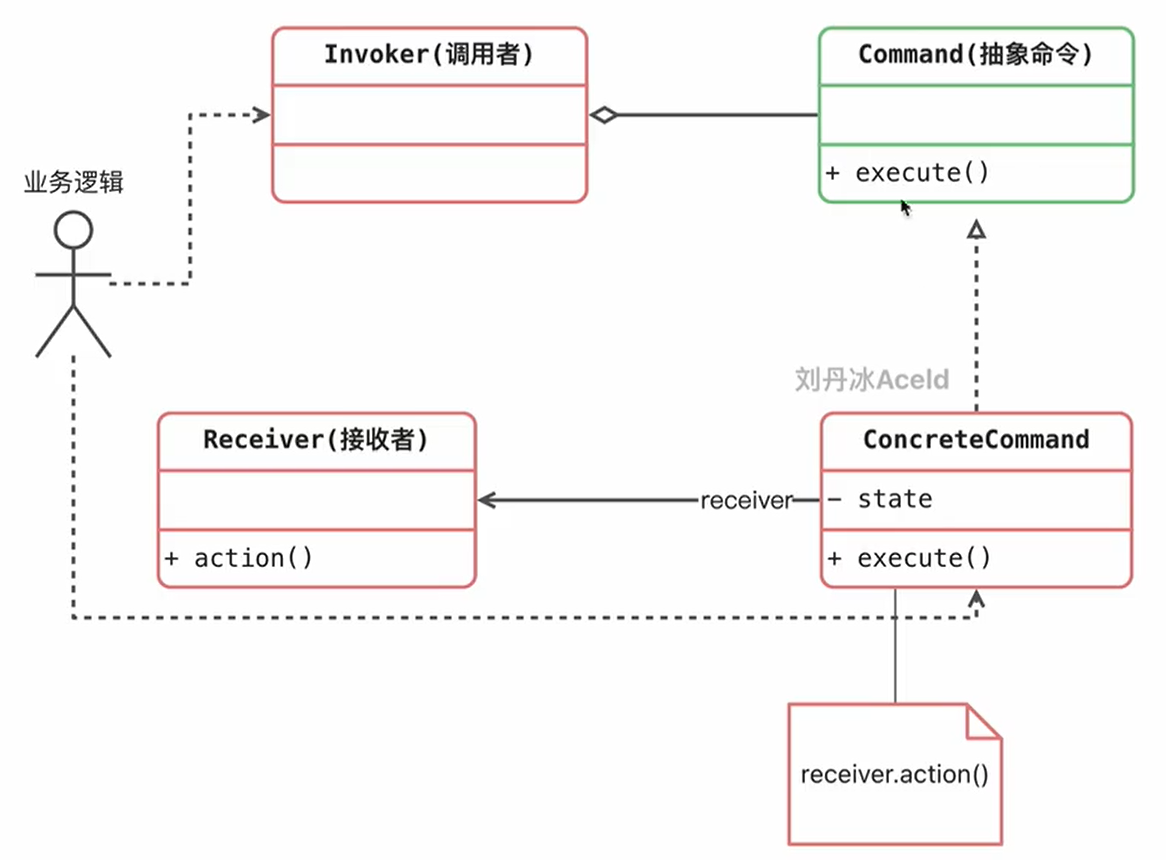 Invoker(调用者)
Command(抽象命令)
+ execute()
业务逻辑
刘丹冰Aceld
Receiver(接收者)
+ action()
receiver
ConcreteCommand
- state
+ execute()
receiver.action()